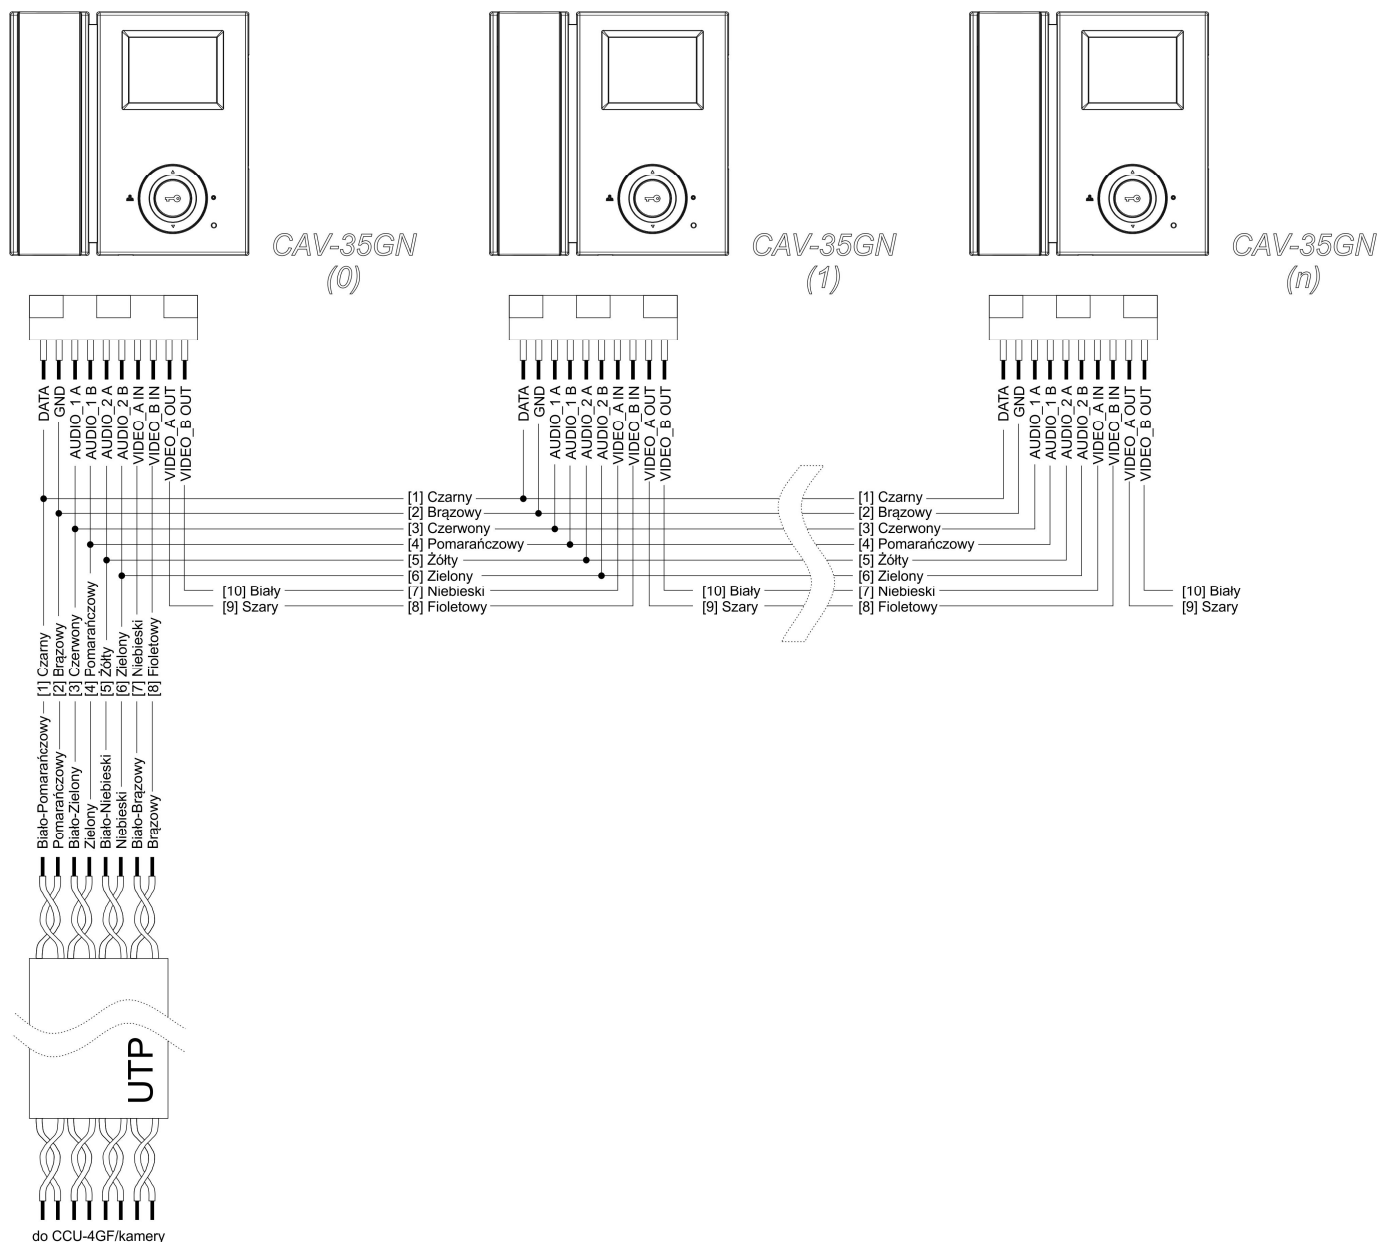 CAV-35GN
(0)
CAV-35GN
(1)
CAV-35GN
(n)
DATA
GND
AUDIO_1 A
AUDIO_1 B
AUDIO_2 A
AUDIO_2 B
VIDEO_A IN
VIDEO_B IN
VIDEO_A OUT
VIDEO_B OUT
DATA
GND
AUDIO_1 A
AUDIO_1 B
AUDIO_2 A
AUDIO_2 B
VIDEO_A IN
VIDEO_B IN
VIDEO_A OUT
VIDEO_B OUT
DATA
GND
AUDIO_1 A
AUDIO_1 B
AUDIO_2 A
AUDIO_2 B
VIDEO_A IN
VIDEO_B IN
VIDEO_A OUT
VIDEO_B OUT
[1] Czarny
[2] Brązowy
[3] Czerwony
[4] Pomarańczowy
[5] Żółty
[6] Zielony
[10] Biały
[7] Niebieski
[9] Szary
[8] Fioletowy
[1] Czarny
[2] Brązowy
[3] Czerwony
[4] Pomarańczowy
[5] Żółty
[6] Zielony
[10] Biały
[7] Niebieski
[9] Szary
[8] Fioletowy
[10] Biały
[9] Szary
[1] Czarny
[2] Brązowy
[3] Czerwony
[4] Pomarańczowy
[5] Żółty
[6] Zielony
[7] Niebieski
[8] Fioletowy
Biało-Pomarańczowy
Pomarańczowy
Biało-Zielony
Zielony
Biało-Niebieski
Niebieski
Biało-Brązowy
Brązowy
UTP
do CCU-4GF/kamery